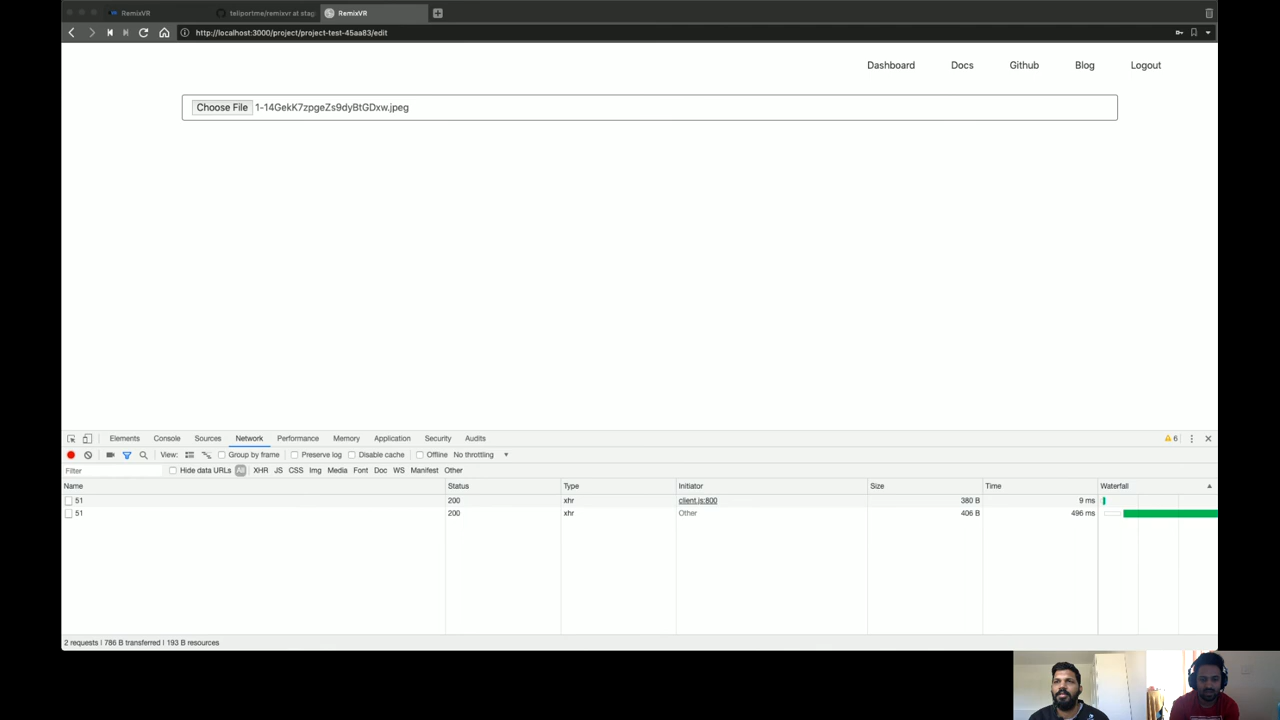 RemixVR teliportme/remixvr at stag RemixVR
http://localhost:3000/project/project-test-45aa83/edit
Dashboard Docs Github Blog Logout
Choose File 1-14GekK7zpgeZs9dyBtGDxw.jpeg
Elements Console Sources Network Performance Memory Application Security Audits 6
View: Group by frame Preserve log Disable cache Offline No throttling
Filter Hide data URLs All XHR JS CSS Img Media Font Doc WS Manifest Other
Name Status Type Initiator Size Time Waterfall
51 200 xhr client.js:800 380 B 9 ms
51 200 xhr Other 406 B 496 ms
2 requests | 786 B transferred | 193 B resources